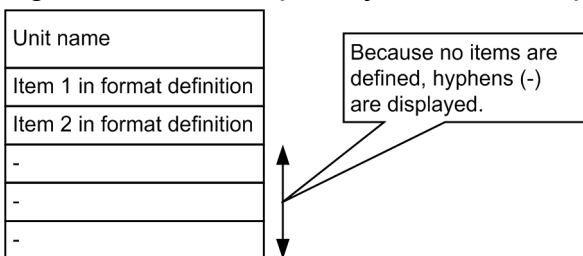 Unit name
Item 1 in format definition
Item 2 in format definition
-
-
-
Because no items are
defined, hyphens (-)
are displayed.